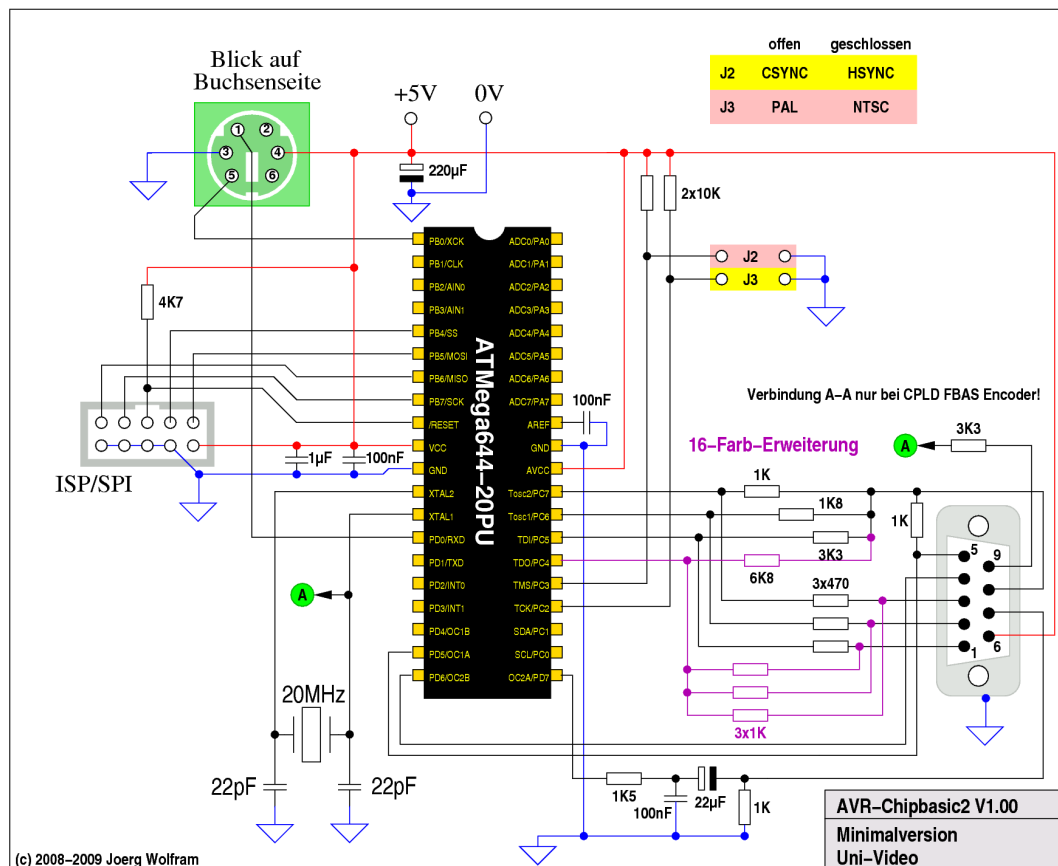 offen geschlossen
J2 CSYNC HSYNC
J3 PAL NTSC
Blick auf
Buchsenseite
+5V 0V
1 2
3 4
5 6
220µF
2x10K
J2
J3
4K7
PB0/XCK ADC0/PA0
PB1/CLK ADC1/PA1
PB2/AIN0 ADC2/PA2
PB3/AIN1 ADC3/PA3
PB4/SS ADC4/PA4
PB5/MOSI ADC5/PA5
PB6/MISO ADC6/PA6
PB7/SCK ADC7/PA7
/RESET AREF
VCC GND
GND AVCC
XTAL2 Tosc2/PC7
XTAL1 Tosc1/PC6
PD0/RXD TDI/PC5
PD1/TXD TDO/PC4
PD2/INT0 TMS/PC3
PD3/INT1 TCK/PC2
PD4/OC1B SDA/PC1
PD5/OC1A SCL/PC0
PD6/OC2B OC2A/PD7
ATMega644-20PU
100nF
Verbindung A-A nur bei CPLD FBAS Encoder!
3K3
A
16-Farb-Erweiterung
1µF 100nF
ISP/SPI
1K
1K8
1K
3K3
6K8
3x470
5 9
1 6
3x1K
A
20MHz
22pF 22pF
1K5
100nF
22µF
1K
AVR-Chipbasic2 V1.00
Minimalversion
Uni-Video
(c) 2008-2009 Joerg Wolfram